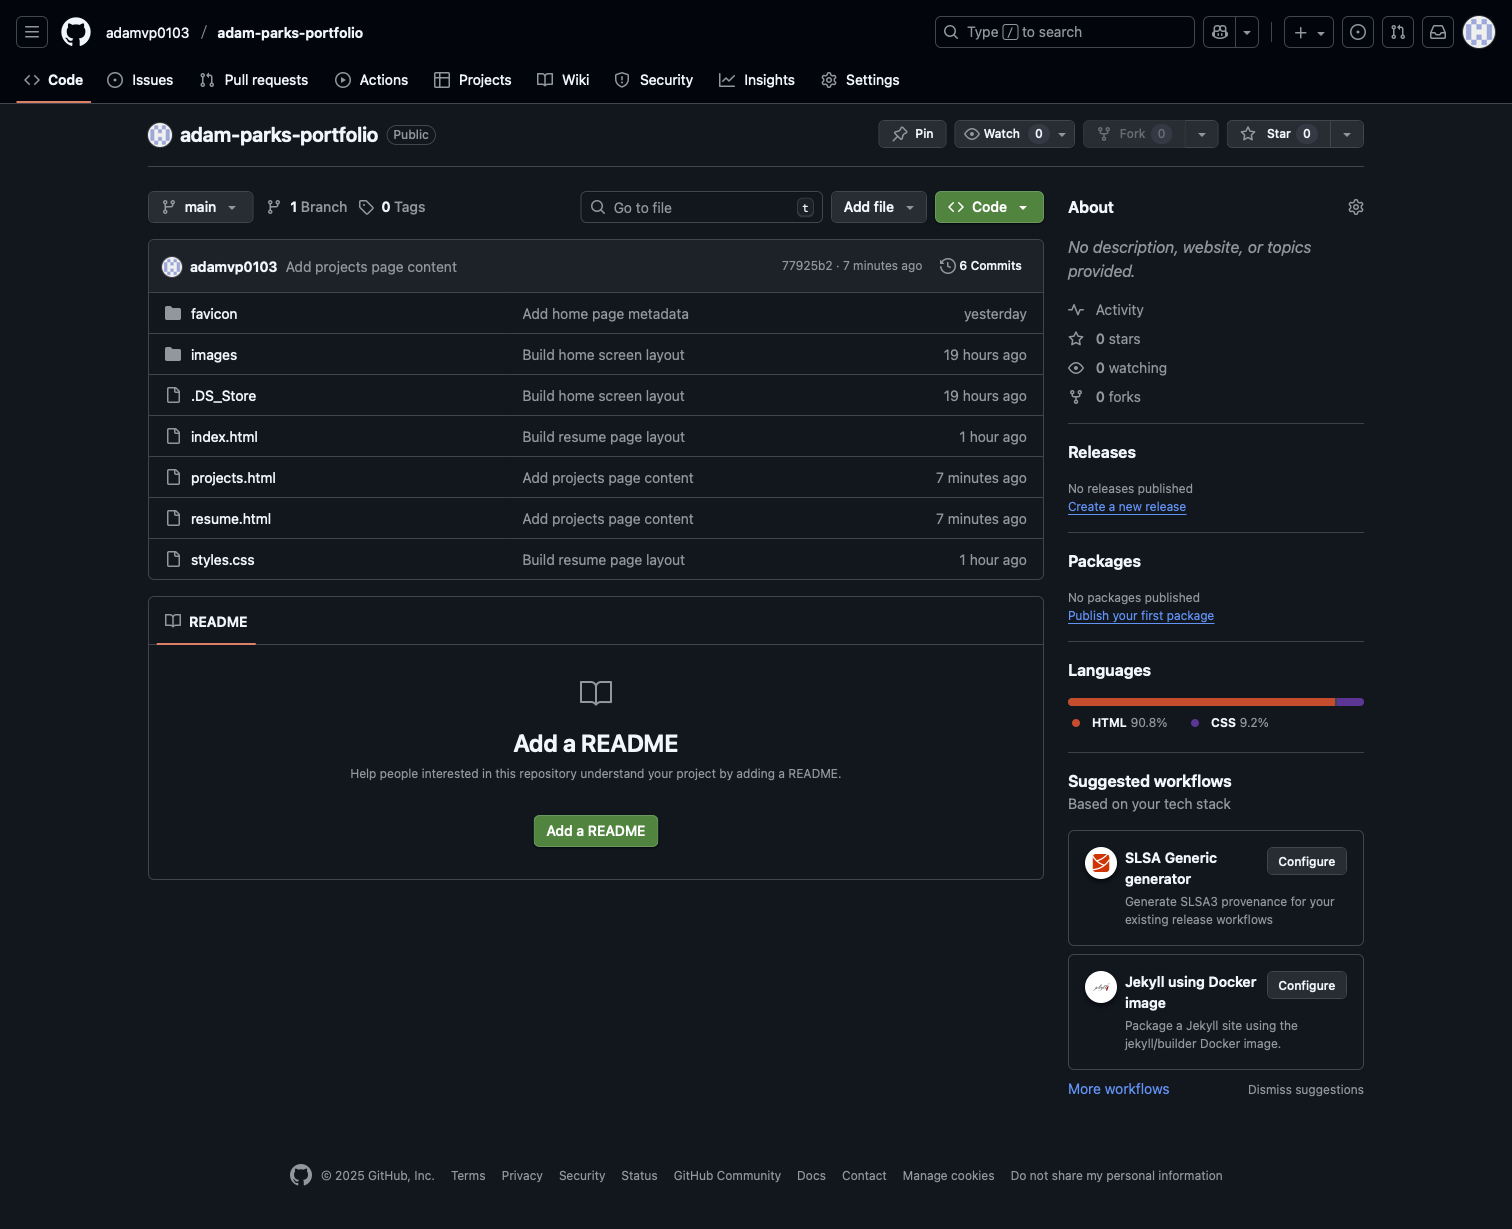 adamvp0103 / adam-parks-portfolio
Type / to search
Code
Issues
Pull requests
Actions
Projects
Wiki
Security
Insights
Settings
adam-parks-portfolio Public
Pin
Watch 0
Fork 0
Star 0
main
1 Branch
0 Tags
Go to file t
Add file
Code
adamvp0103 Add projects page content 77925b2 · 7 minutes ago 6 Commits
favicon Add home page metadata yesterday
images Build home screen layout 19 hours ago
.DS_Store Build home screen layout 19 hours ago
index.html Build resume page layout 1 hour ago
projects.html Add projects page content 7 minutes ago
resume.html Add projects page content 7 minutes ago
styles.css Build resume page layout 1 hour ago
README
Add a README
Help people interested in this repository understand your project by adding a README.
Add a README
About
No description, website, or topics
provided.
Activity
0 stars
0 watching
0 forks
Releases
No releases published
Create a new release
Packages
No packages published
Publish your first package
Languages
HTML 90.8% CSS 9.2%
Suggested workflows
Based on your tech stack
SLSA Generic
generator
Configure
Generate SLSA3 provenance for your
existing release workflows
Jekyll using Docker
image
Configure
Package a Jekyll site using the
jekyll/builder Docker image.
More workflows Dismiss suggestions
© 2025 GitHub, Inc. Terms Privacy Security Status GitHub Community Docs Contact Manage cookies Do not share my personal information